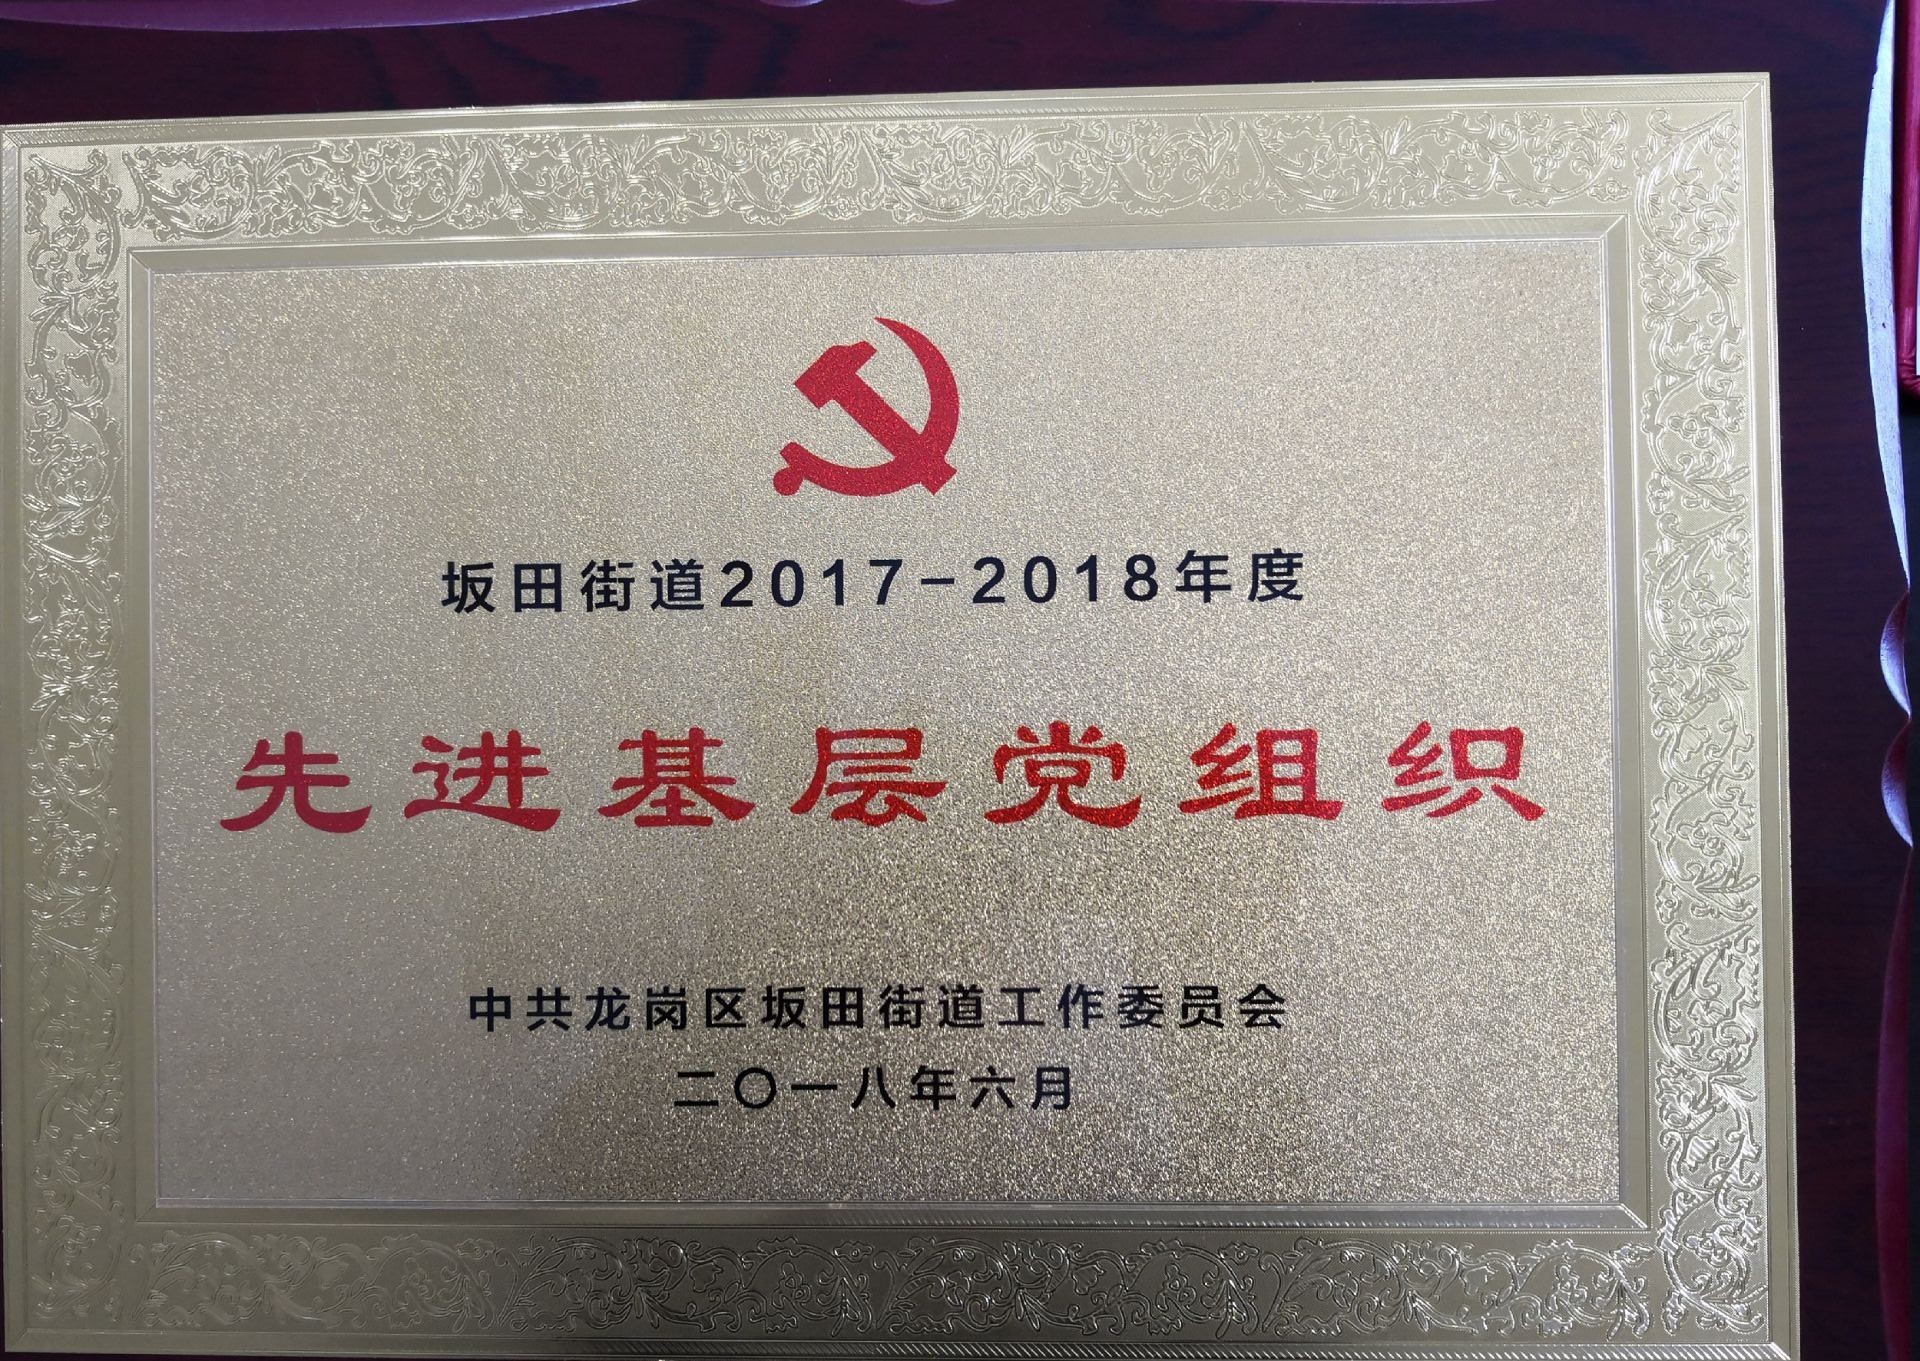 坂田街道2017-2018年度
先进基层党组织
中共龙岗区坂田街道工作委员会
二〇一八年六月